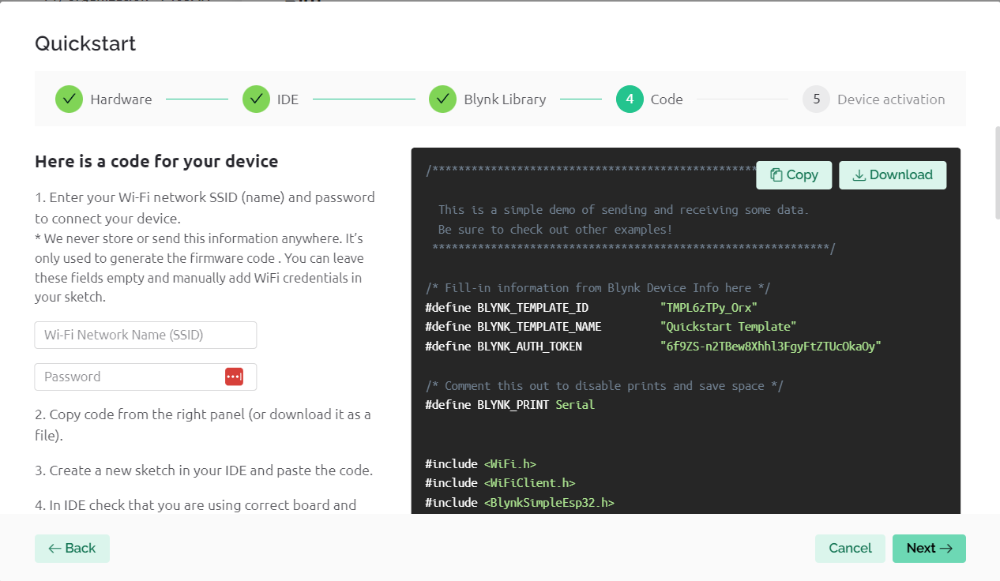 Quickstart
Hardware
IDE
Blynk Library
4 Code
5 Device activation
Here is a code for your device
1. Enter your Wi-Fi network SSID (name) and password
to connect your device.
* We never store or send this information anywhere. It's
only used to generate the firmware code . You can leave
these fields empty and manually add WiFi credentials in
your sketch.
Wi-Fi Network Name (SSID)
Password
2. Copy code from the right panel (or download it as a
file).
3. Create a new sketch in your IDE and paste the code.
4. In IDE check that you are using correct board and
Copy
Download
This is a simple demo of sending and receiving some data.
Be sure to check out other examples!
*************************************************************/
/* Fill-in information from Blynk Device Info here */
#define BLYNK_TEMPLATE_ID "TMPL6zTPy_Orx"
#define BLYNK_TEMPLATE_NAME "Quickstart Template"
#define BLYNK_AUTH_TOKEN "6f9ZS-n2TBew8Xhhl3FgyFtZTUcOkaOy"
/* Comment this out to disable prints and save space */
#define BLYNK_PRINT Serial
#include <WiFi.h>
#include <WiFiClient.h>
#include <BlynkSimpleEsp32.h>
← Back
Cancel
Next →